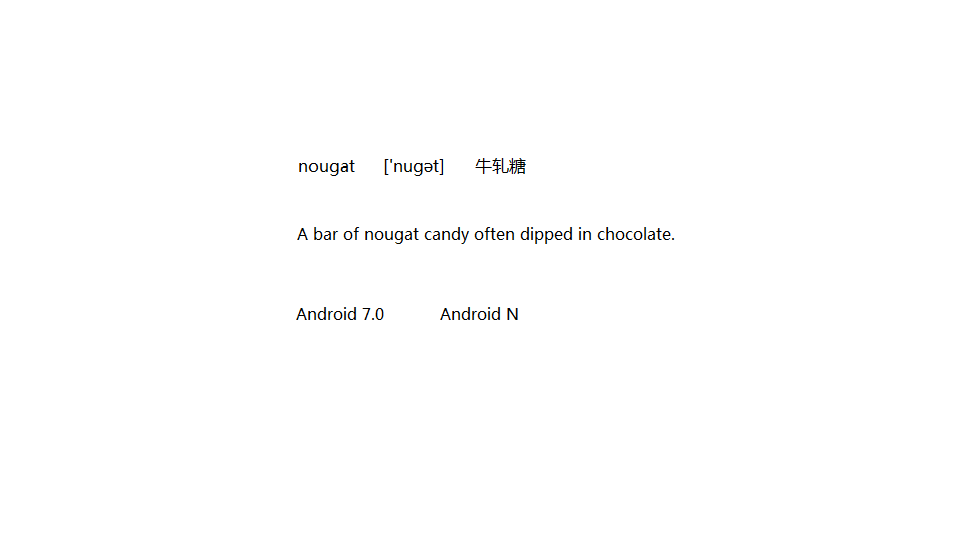 nougat ['nugət] 牛轧糖
A bar of nougat candy often dipped in chocolate.
Android 7.0 Android N